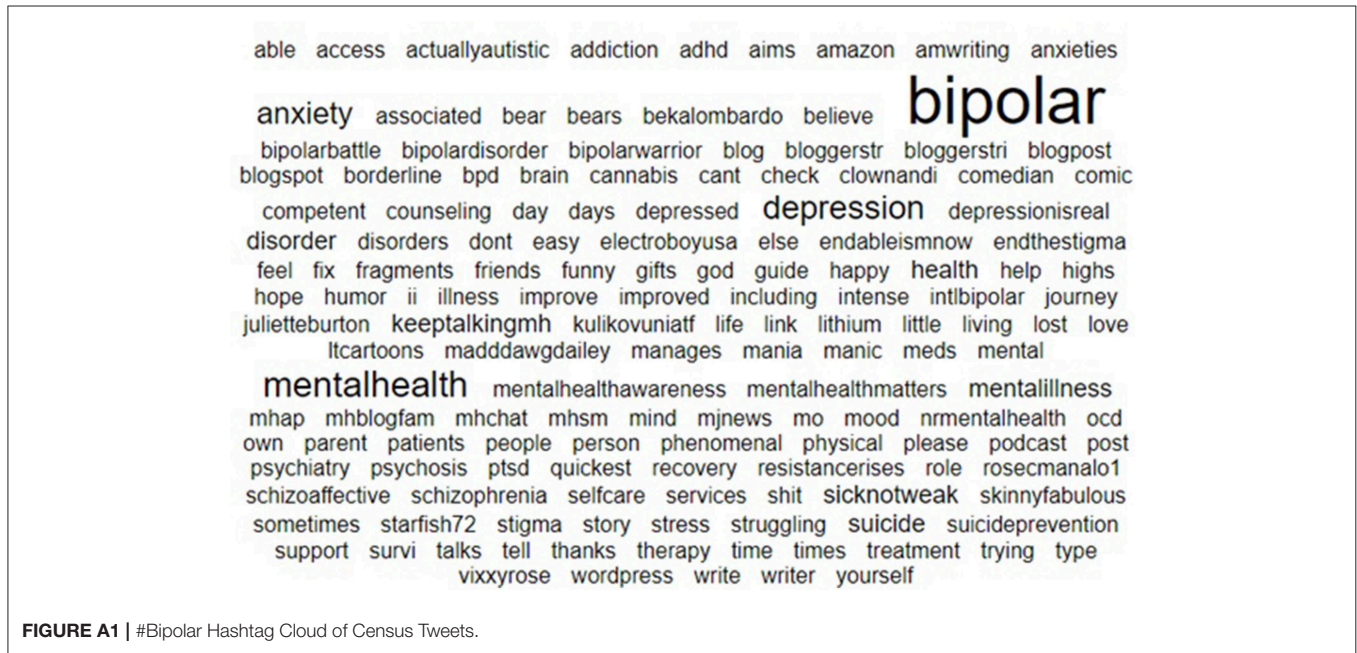 able access actuallyautistic addiction adhd aims amazon amwriting anxieties
anxiety associated bear bears bekalombardo believe bipolar
bipolarbattle bipolardisorder bipolarwarrior blog bloggerstr bloggerstri blogpost
blogspot borderline bpd brain cannabis cant check clownandi comedian comic
competent counseling day days depressed depression depressionisreal
disorder disorders dont easy electroboyusa else endableismnow endthestigma
feel fix fragments friends funny gifts god guide happy health help highs
hope humor ii illness improve improved including intense intlbipolar journey
julietteburton keeptalkingmh kulikovuniatf life link lithium little living lost love
ltcartoons madddawgdailey manages mania manic meds mental
mentalhealth mentalhealthawareness mentalhealthmatters mentalillness
mhap mhblogfam mhchat mhsm mind mjnews mo mood nrmentalhealth ocd
own parent patients people person phenomenal physical please podcast post
psychiatry psychosis ptsd quickest recovery resistancerises role rosecmanalo1
schizoaffective schizophrenia selfcare services shit sicknotweak skinnyfabulous
sometimes starfish72 stigma story stress struggling suicide suicideprevention
support survi talks tell thanks therapy time times treatment trying type
vixxyrose wordpress write writer yourself
FIGURE A1 | #Bipolar Hashtag Cloud of Census Tweets.